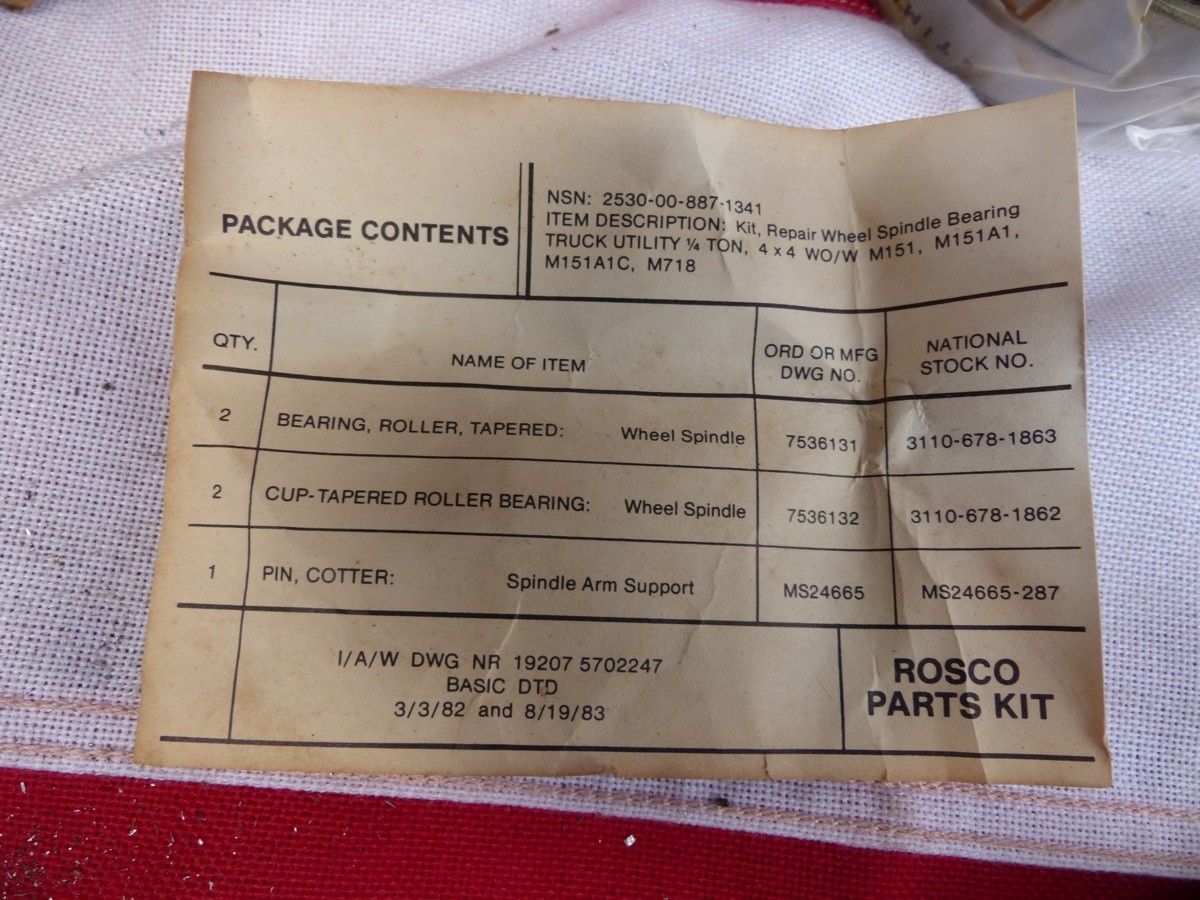 PACKAGE CONTENTS
NSN: 2530-00-887-1341
ITEM DESCRIPTION: Kit, Repair Wheel Spindle Bearing
TRUCK UTILITY ¼ TON, 4 x 4 WO/W M151, M151A1,
M151A1C, M718
QTY. NAME OF ITEM ORD OR MFG DWG NO. NATIONAL STOCK NO.
2 BEARING, ROLLER, TAPERED: Wheel Spindle 7536131 3110-678-1863
2 CUP-TAPERED ROLLER BEARING: Wheel Spindle 7536132 3110-678-1862
1 PIN, COTTER: Spindle Arm Support MS24665 MS24665-287
I/A/W DWG NR 19207 5702247
BASIC DTD
3/3/82 and 8/19/83
ROSCO
PARTS KIT